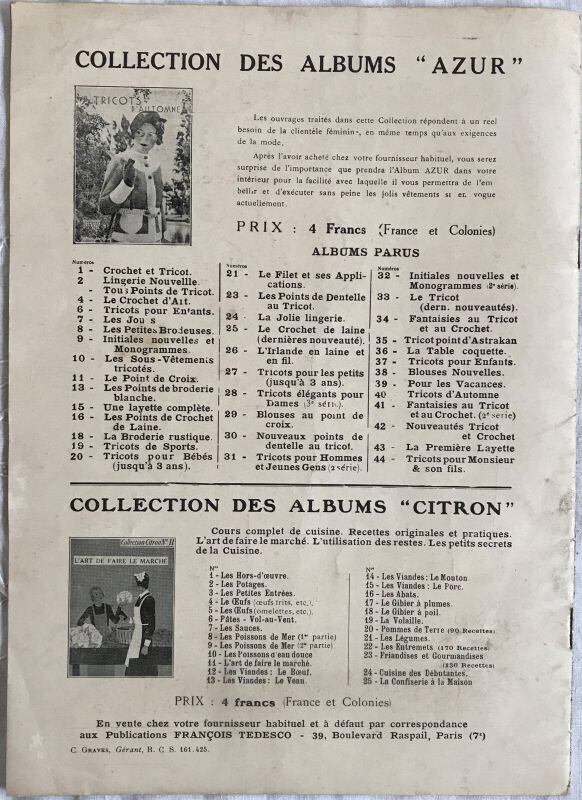 COLLECTION DES ALBUMS "AZUR"
TRICOTS
D'AUTOMNE
Les ouvrages traités dans cette Collection répondent à un reel
besoin de la clientèle féminin, en même temps qu'aux exigences
de la mode.
Après l'avoir acheté chez votre fournisseur habituel, vous serez
surprise de l'importance que prendra l'Album AZUR dans votre
intérieur pour la facilité avec laquelle il vous permettra de l'em
bellir et d'exécuter sans peine les jolis vêtements si en vogue
actuellement.
PRIX : 4 Francs (France et Colonies)
ALBUMS PARUS
Numéros
1 - Crochet et Tricot.
2 Lingerie Nouvelle.
- Tous Points de Tricot.
4 - Le Crochet d'Art.
6 - Tricots pour Enfants.
7 - Les Jou s
8 - Les Petites Brodeuses.
9 - Initiales nouvelles et
Monogrammes.
10 - Les Sous-Vêtements
tricotés.
11 - Le Point de Croix.
13 - Les Points de broderie
blanche.
15 - Une layette complète.
16 - Les Points de Crochet
de Laine.
18 - La Broderie rustique.
19 - Tricots de Sports.
20 - Tricots pour Bébés
(jusqu'à 3 ans).
Numéros
21 - Le Filet et ses Appli-
cations.
23 - Les Points de Dentelle
au Tricot.
24 - La Jolie lingerie.
25 - Le Crochet de laine
(dernières nouveauté).
26 - L'Irlande en laine et
en fil.
27 - Tricots pour les petits
(jusqu'à 3 ans).
28 - Tricots élégants pour
Dames (3e série).
29 - Blouses au point de
croix.
30 - Nouveaux points de
dentelle au tricot.
31 - Tricots pour Hommes
et Jeunes Gens (2 série).
Numéros
32 - Initiales nouvelles et
Monogrammes (2e série).
33 - Le Tricot
(dern. nouveautés).
34 - Fantaisies au Tricot
et au Crochet.
35 - Tricot point d'Astrakan
36 - La Table coquette.
37 - Tricots pour Enfants.
38 - Blouses Nouvelles.
39 - Pour les Vacances.
40 Tricots d'Automne
41 - Fantaisies au Tricot
et au Crochet. (2e série)
42 - Nouveautés Tricot
et Crochet
43 - La Première Layette
44 - Tricots pour Monsieur
& son fils.
COLLECTION DES ALBUMS "CITRON"
Collection Citron No 11
L'ART DE FAIRE LE MARCHÉ
Cours complet de cuisine. Recettes originales et pratiques.
L'art de faire le marché. L'utilisation des restes. Les petits secrets
de la Cuisine.
Nos
1 - Les Hors-d'œuvre.
2 - Les Potages.
3 - Les Petites Entrées.
4 - Le Œufs (œufs frits, etc.).
5 - Les Œufs (omelettes, etc.).
6 - Pâtes - Vol-au-Vent.
7 - Les Sauces.
8 - Les Poissons de Mer (1re partie)
9 - Les Poissons de Mer (2e partie)
10 - Les Poissons d'eau douce
11 - L'art de faire le marché.
12 - Les Viandes : Le Bœuf.
13 - Les Viandes : Le Veau.
Nos
14 - Les Viandes : Le Mouton.
15 - Les Viandes : Le Porc.
16 - Les Abats.
17 - Le Gibier à plumes.
18 - Le Gibier à poil.
19 - La Volaille.
20 - Pommes de Terre (90 Recettes)
21 - Les Légumes.
22 - Les Entremets (170 Recettes)
23 - Friandises et Gourmandises
(230 Recettes)
24 - Cuisine des Débutantes.
25 - La Confiserie à la Maison
PRIX : 4 francs (France et Colonies)
En vente chez votre fournisseur habituel et à défaut par correspondance
aux Publications FRANÇOIS TEDESCO - 39, Boulevard Raspail, Paris (7e)
C. GRAVES, Gérant, R. C. S. 161.425.